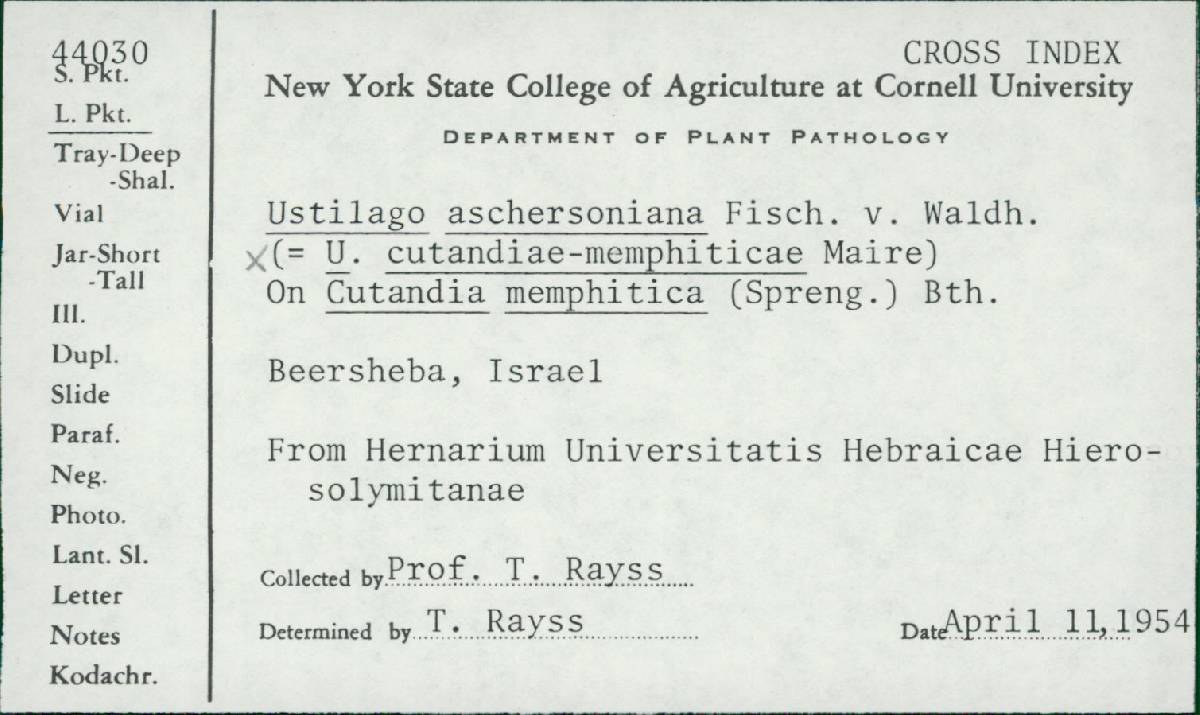 44030
S. Pkt.
L. Pkt.
Tray-Deep
-Shal.
Vial
Jar-Short
-Tall
Ill.
Dupl.
Slide
Paraf.
Neg.
Photo.
Lant. Sl.
Letter
Notes
Kodachr.
CROSS INDEX
New York State College of Agriculture at Cornell University
DEPARTMENT OF PLANT PATHOLOGY
Ustilago aschersoniana Fisch. v. Waldh.
x(= U. cutandiae-memphiticae Maire)
On Cutandia memphitica (Spreng.) Bth.
Beersheba, Israel
From Hernarium Universitatis Hebraicae Hiero-
solymitanae
Collected by Prof. T. Rayss
Determined by T. Rayss
Date April 11, 1954